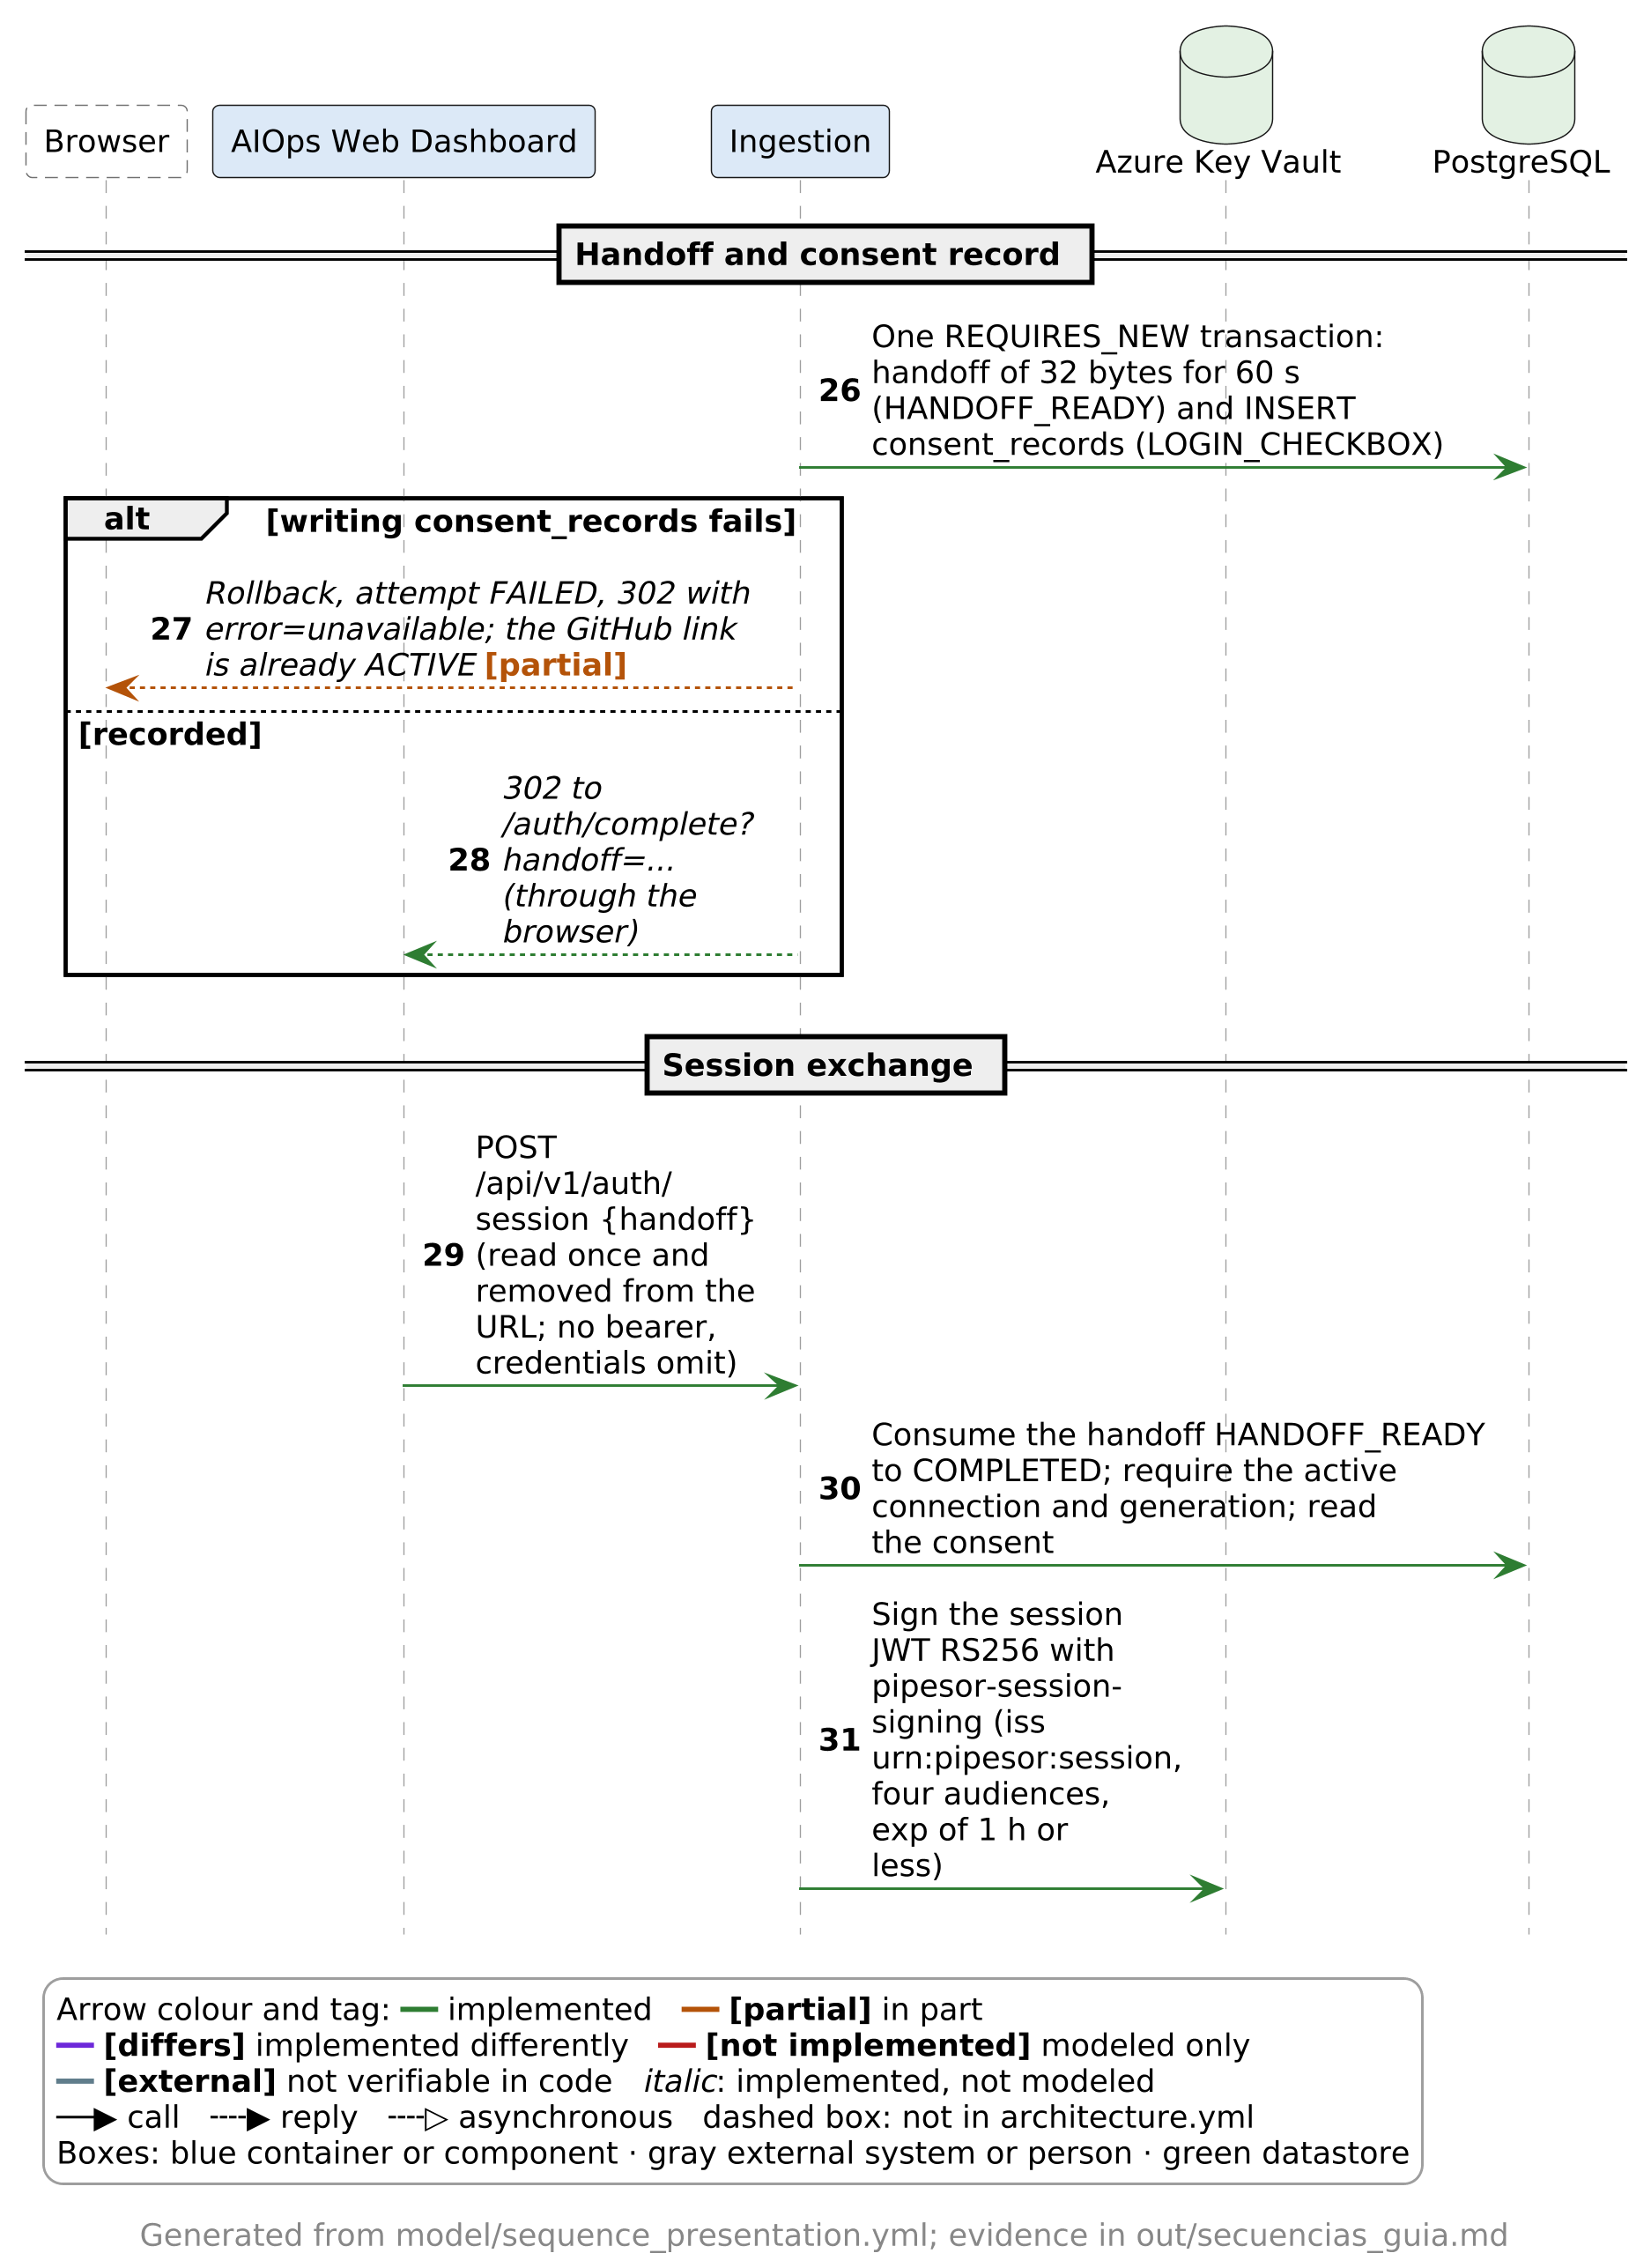 Browser
AIOps Web Dashboard
Ingestion
Azure Key Vault
PostgreSQL
Handoff and consent record
One REQUIRES_NEW transaction:
handoff of 32 bytes for 60 s
26
(HANDOFF_READY) and INSERT
consent_records (LOGIN_CHECKBOX)
alt
[writing consent_records fails]
Rollback, attempt FAILED, 302 with
27 error=unavailable; the GitHub link
is already ACTIVE [partial]
[recorded]
302 to
/auth/complete?
28 handoff=...
(through the
browser)
Session exchange
POST
/api/v1/auth/
session {handoff}
29 (read once and
removed from the
URL; no bearer,
credentials omit)
Consume the handoff HANDOFF_READY
to COMPLETED; require the active
30
connection and generation; read
the consent
Sign the session
JWT RS256 with
pipesor-session-
signing (iss
31
urn:pipesor:session,
four audiences,
exp of 1 h or
less)
Arrow colour and tag: implemented [partial] in part
[differs] implemented differently [not implemented] modeled only
[external] not verifiable in code italic: implemented, not modeled
call reply asynchronous dashed box: not in architecture.yml
Boxes: blue container or component · gray external system or person · green datastore
Generated from model/sequence_presentation.yml; evidence in out/secuencias_guia.md